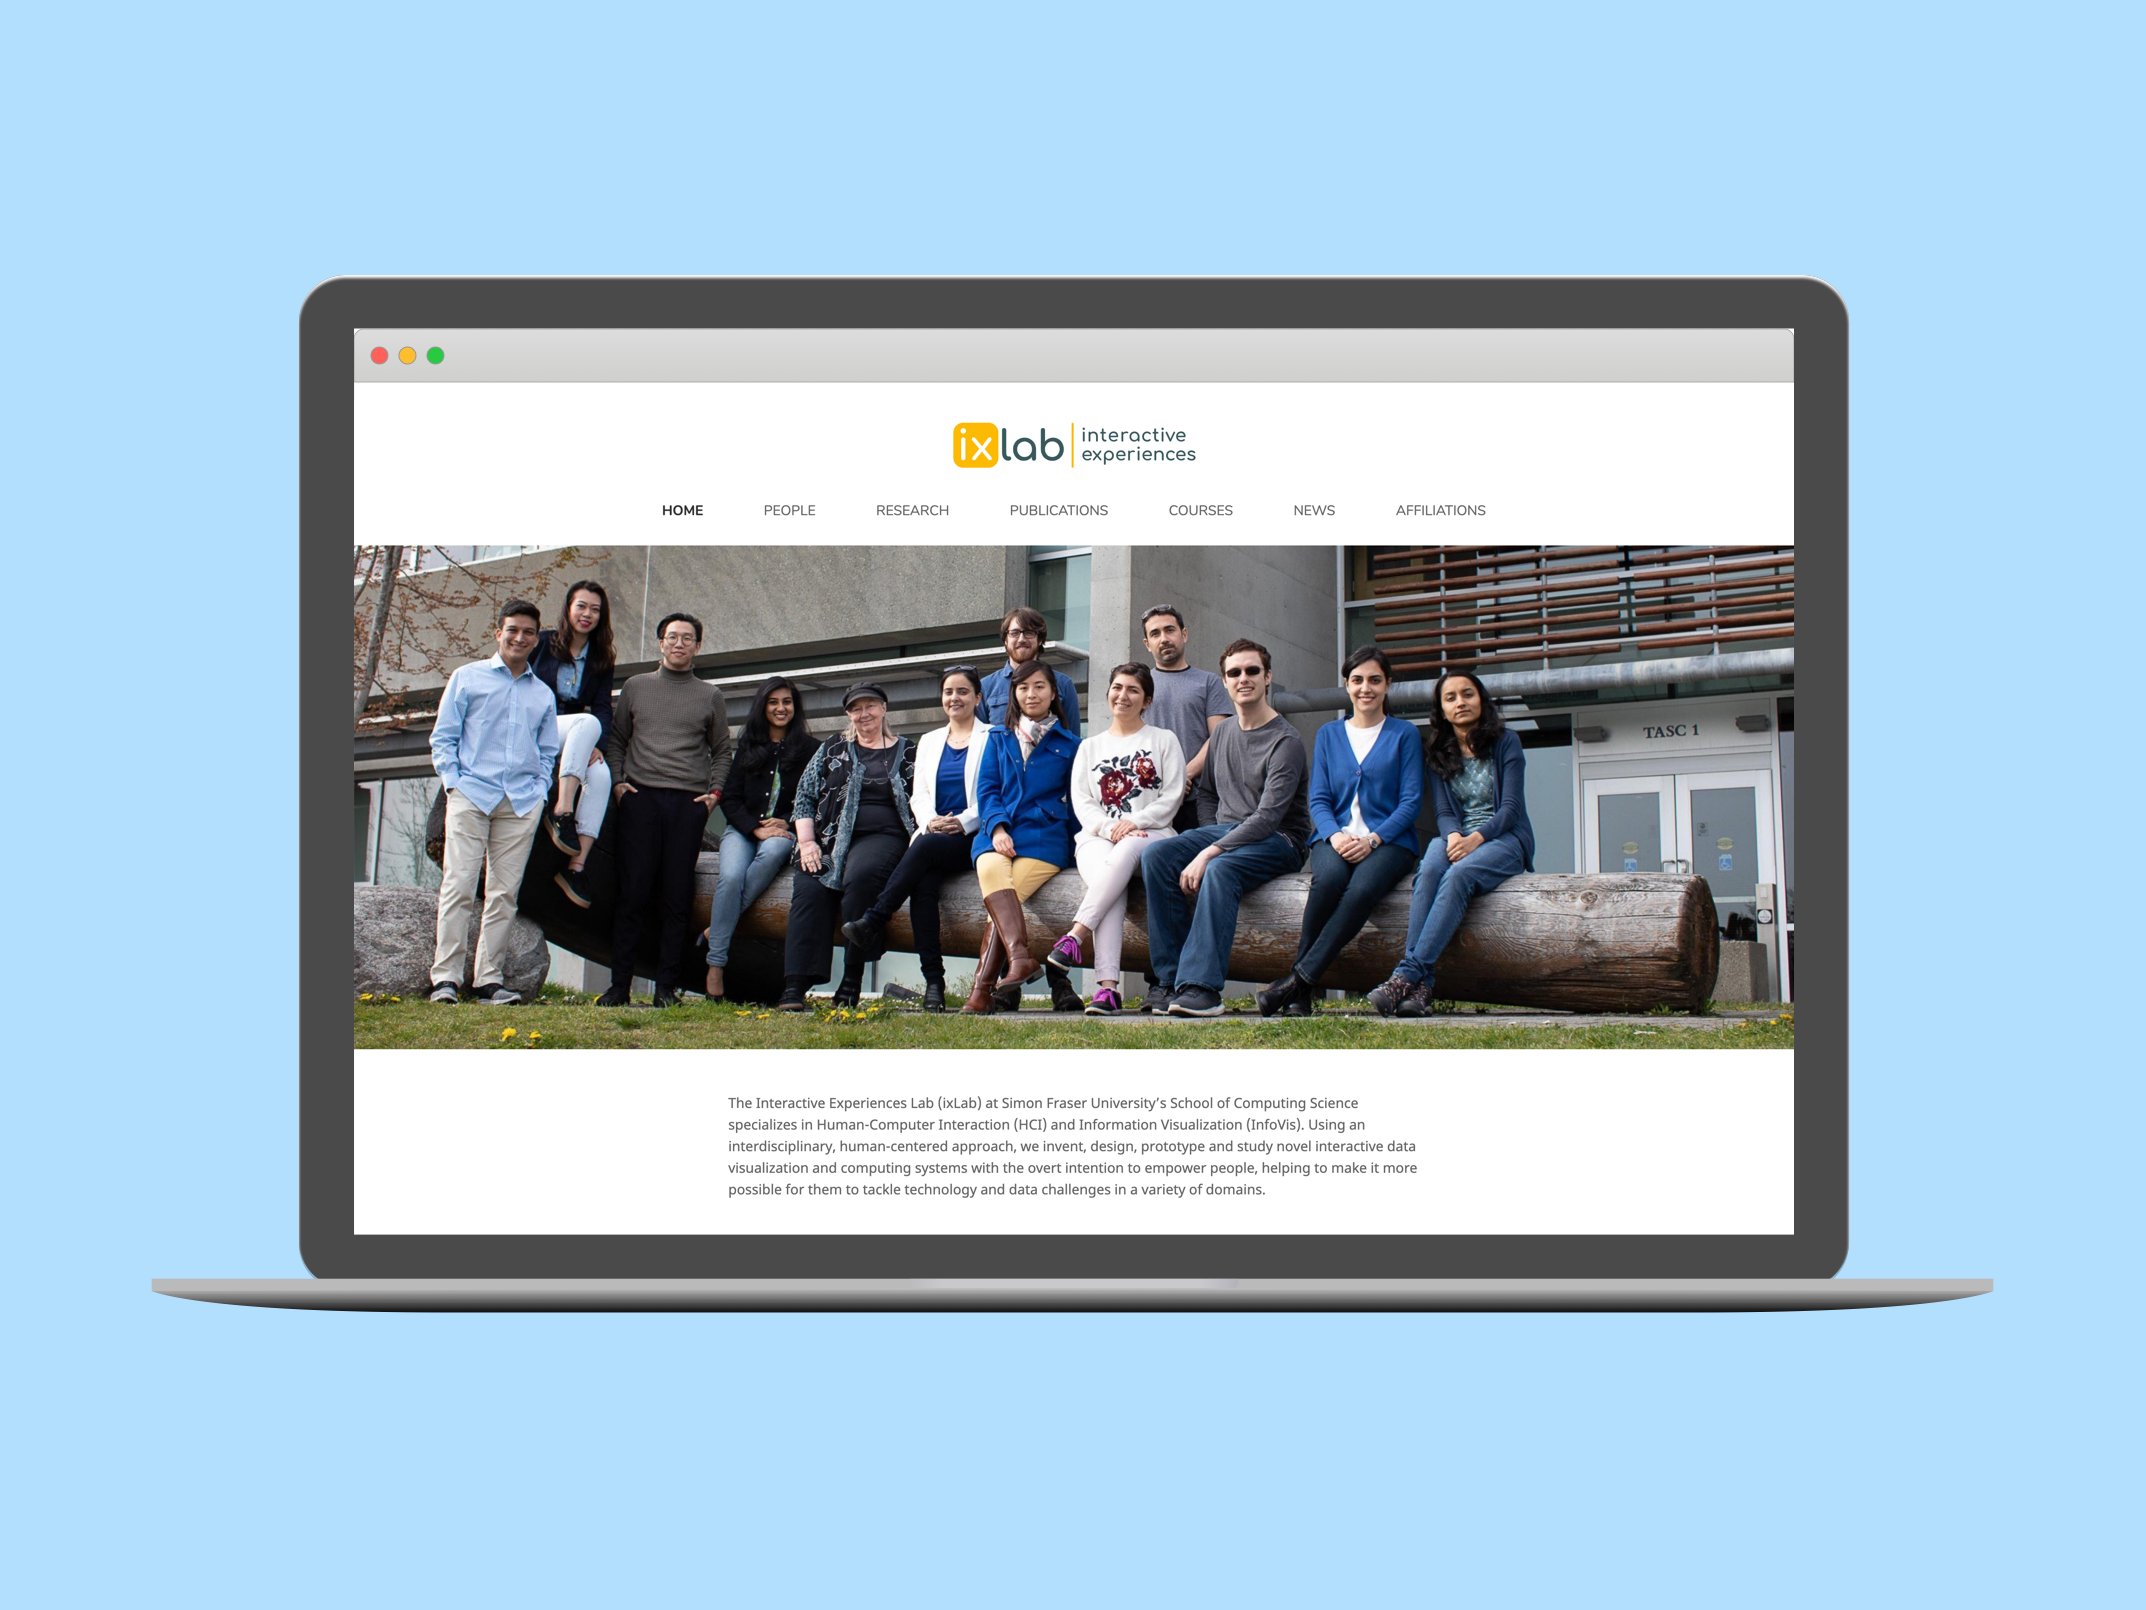 ixlab
interactive
experiences
HOME PEOPLE RESEARCH PUBLICATIONS COURSES NEWS AFFILIATIONS
TASC 1
The Interactive Experiences Lab (ixLab) at Simon Fraser University’s School of Computing Science
specializes in Human-Computer Interaction (HCI) and Information Visualization (InfoVis). Using an
interdisciplinary, human-centered approach, we invent, design, prototype and study novel interactive data
visualization and computing systems with the overt intention to empower people, helping to make it more
possible for them to tackle technology and data challenges in a variety of domains.